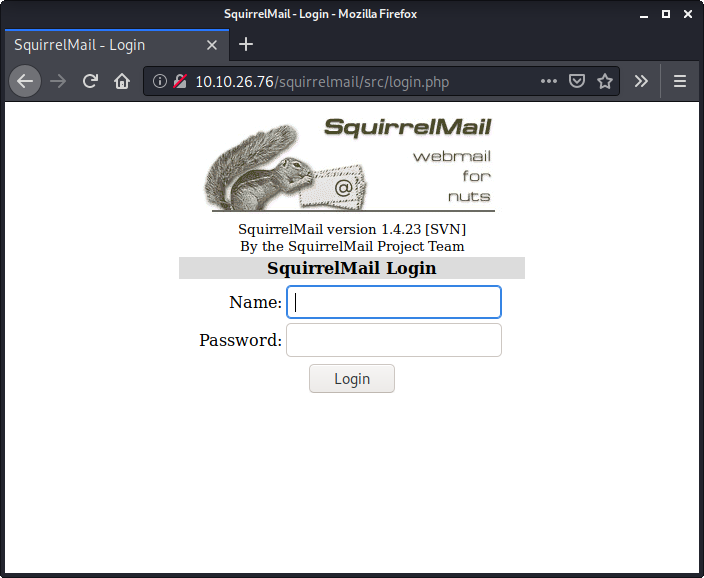 SquirrelMail - Login - Mozilla Firefox
SquirrelMail - Login
10.10.26.76/squirrelmail/src/login.php
SquirrelMail
webmail
for
nuts
@
SquirrelMail version 1.4.23 [SVN]
By the SquirrelMail Project Team
SquirrelMail Login
Name:
Password:
Login